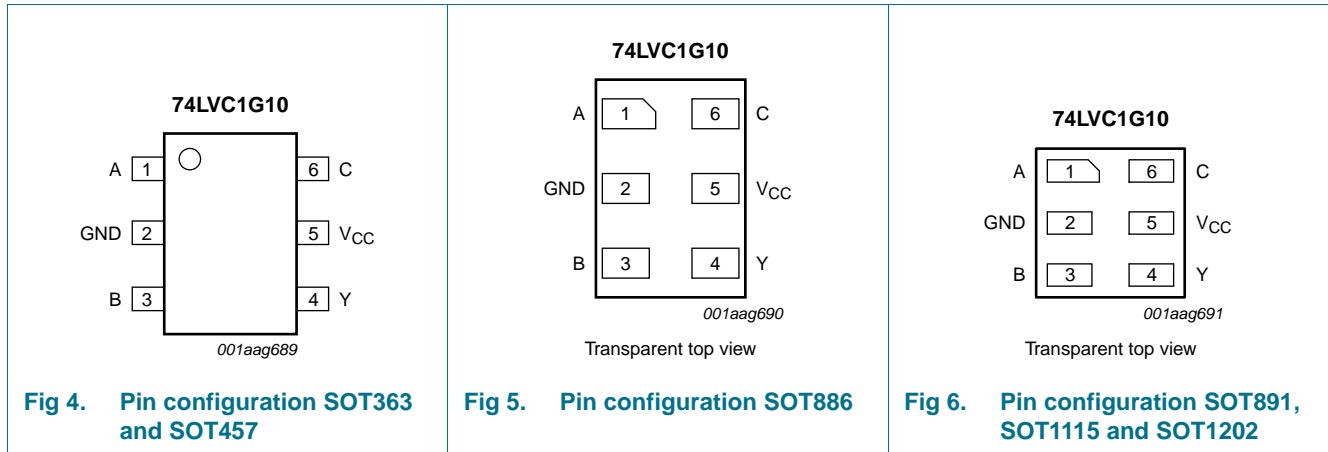 74LVC1G10
A 1 6 C
GND 2 5 VCC
B 3 4 Y
001aag689
Fig 4. Pin configuration SOT363
and SOT457
74LVC1G10
A 1 6 C
GND 2 5 VCC
B 3 4 Y
001aag690
Transparent top view
Fig 5. Pin configuration SOT886
74LVC1G10
A 1 6 C
GND 2 5 VCC
B 3 4 Y
001aag691
Transparent top view
Fig 6. Pin configuration SOT891,
SOT1115 and SOT1202